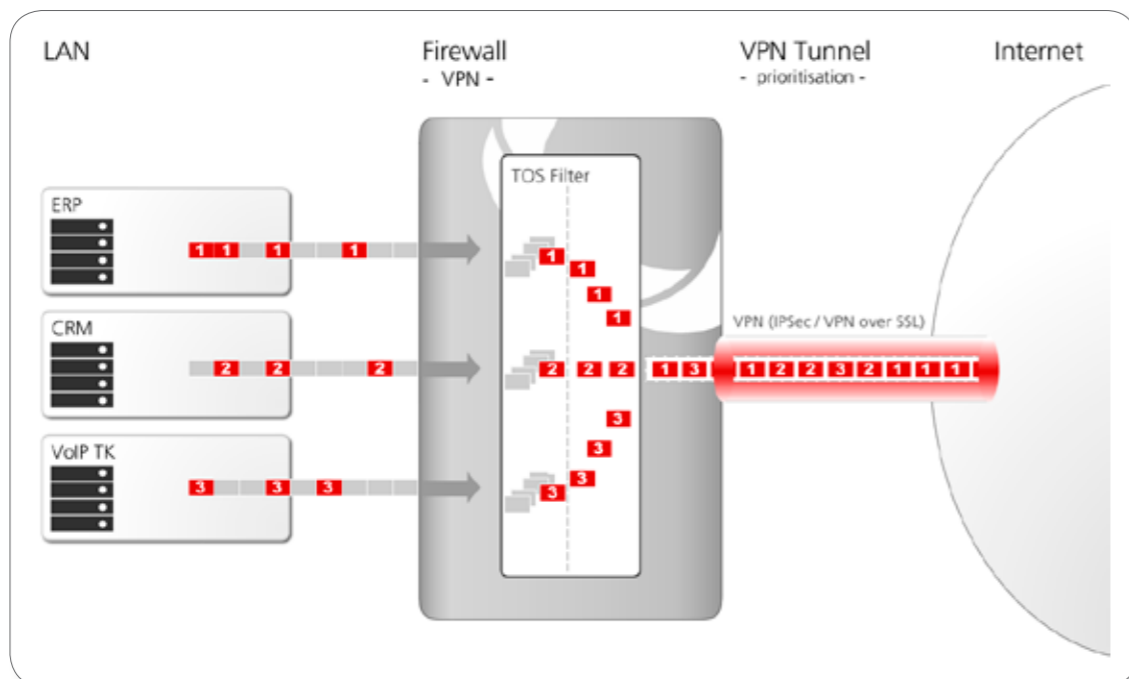 LAN
Firewall
- VPN -
VPN Tunnel
- prioritisation -
Internet
TOS Filter
ERP
1 1 1 1
1
1
1
1
VPN (IPSec / VPN over SSL)
CRM
2 2 2
2 2 2
1 3
1 2 2 3 2 1 1 1
VoIP TK
3 3 3
3
3
3
3